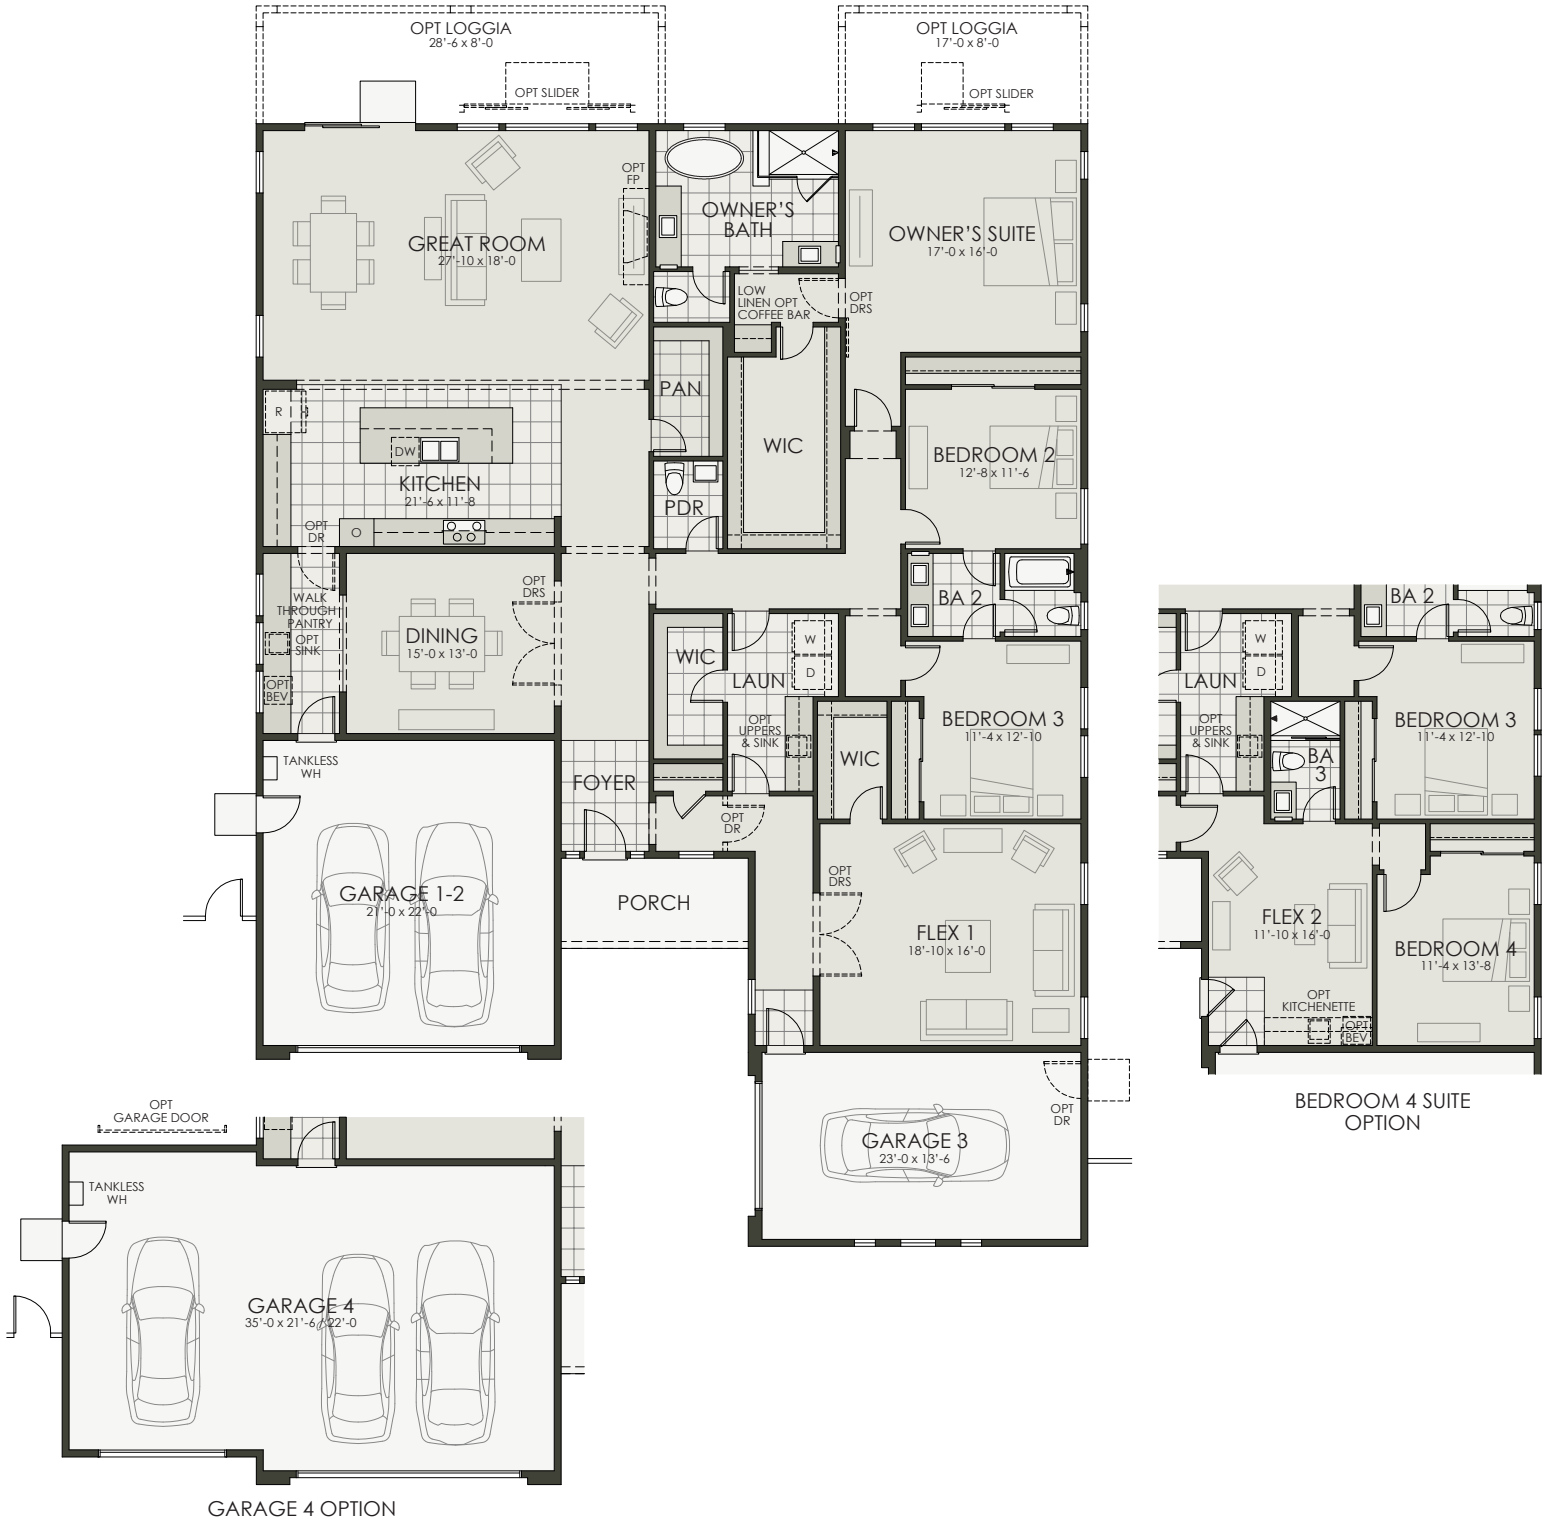 OPT LOGGIA
28'-6 x 8'-0
OPT LOGGIA
17'-0 x 8'-0
OPT SLIDER
OPT SLIDER
OPT
FP
OWNER'S
BATH
GREAT ROOM
27'-10 x 18'-0
OWNER'S SUITE
17'-0 x 16'-0
LOW
LINEN OPT
COFFEE BAR
OPT
DRS
PAN
R
WIC
DW
BEDROOM 2
12'-8 x 11'-6
KITCHEN
21'-6 x 11'-8
PDR
OPT
DR
O
OPT
DRS
WALK
THROUGH
PANTRY
OPT
SINK
OPT
BEV
DINING
15'-0 x 13'-0
BA 2
WIC
W
D
LAUN
OPT
UPPERS
& SINK
BEDROOM 3
11'-4 x 12'-10
WIC
TANKLESS
WH
FOYER
OPT
DR
GARAGE 1-2
21'-0 x 22'-0
PORCH
OPT
DRS
FLEX 1
18'-10 x 16'-0
OPT
DR
GARAGE 3
23'-0 x 13'-6
BA 2
W
D
LAUN
OPT
UPPERS
& SINK
BA
3
BEDROOM 3
11'-4 x 12'-10
FLEX 2
11'-10 x 16'-0
BEDROOM 4
11'-4 x 13'-8
OPT
KITCHENETTE
OPT
BEV
BEDROOM 4 SUITE
OPTION
OPT
GARAGE DOOR
TANKLESS
WH
GARAGE 4
35'-0 x 21'-6 / 22'-0
GARAGE 4 OPTION